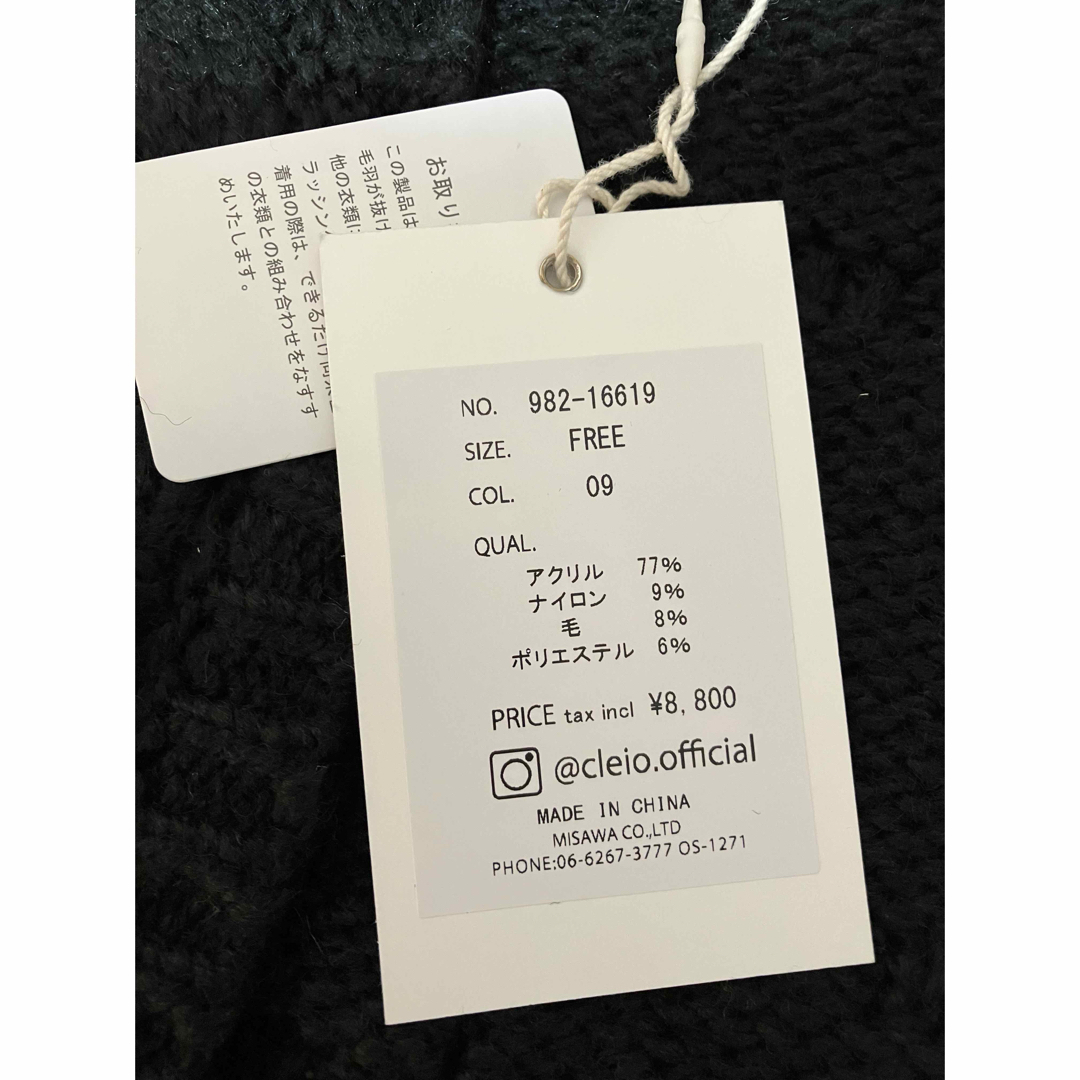 お取り
この製品は
毛羽が抜け
他の衣類に
ラッシン
着用の際は、できるだけ同系
の衣類との組み合わせをなすす
めいたします。
NO. 982-16619
SIZE. FREE
COL. 09
QUAL.
アクリル 77%
ナイロン 9%
毛 8%
ポリエステル 6%
PRICE tax incl ¥8,800
@cleio.official
MADE IN CHINA
MISAWA CO.,LTD
PHONE:06-6267-3777 OS-1271